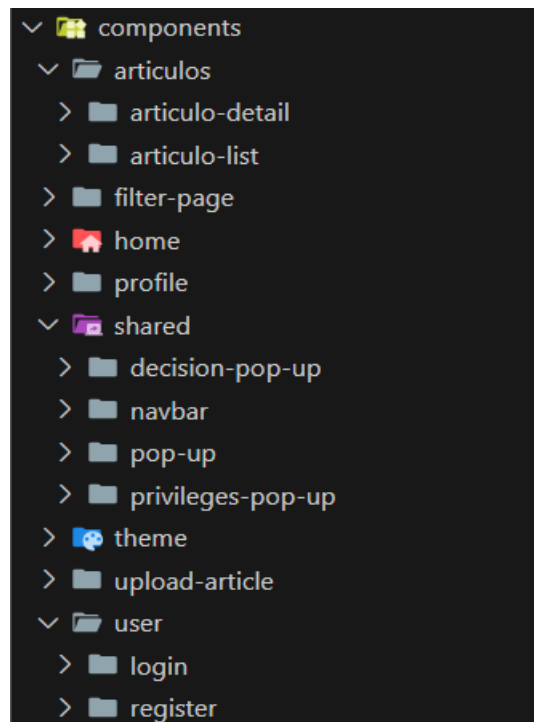 components
articulos
articulo-detail
articulo-list
filter-page
home
profile
shared
decision-pop-up
navbar
pop-up
privileges-pop-up
theme
upload-article
user
login
register